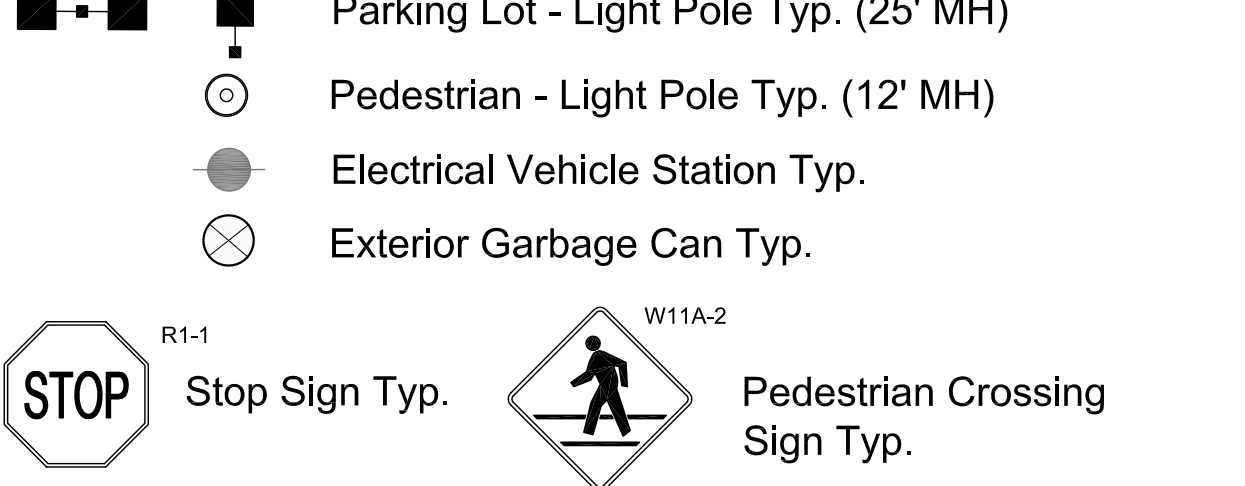 Parking Lot - Light Pole Typ. (25' MH)
Pedestrian - Light Pole Typ. (12' MH)
Electrical Vehicle Station Typ.
Exterior Garbage Can Typ.
STOP
R1-1
Stop Sign Typ.
W11A-2
Pedestrian Crossing
Sign Typ.